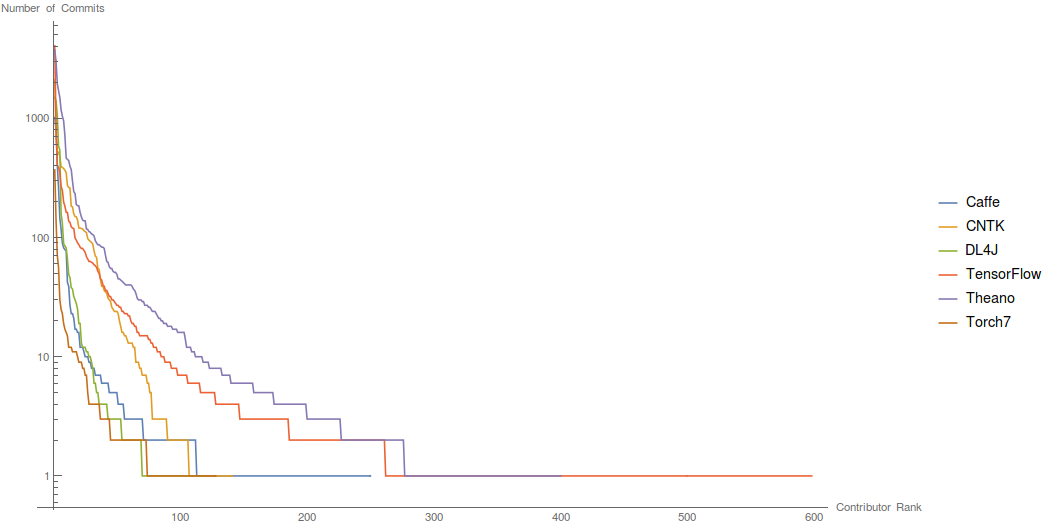 Number of Commits
1000
100
10
1
100
200
300
400
500
600
Contributor Rank
Caffe
CNTK
DL4J
TensorFlow
Theano
Torch7